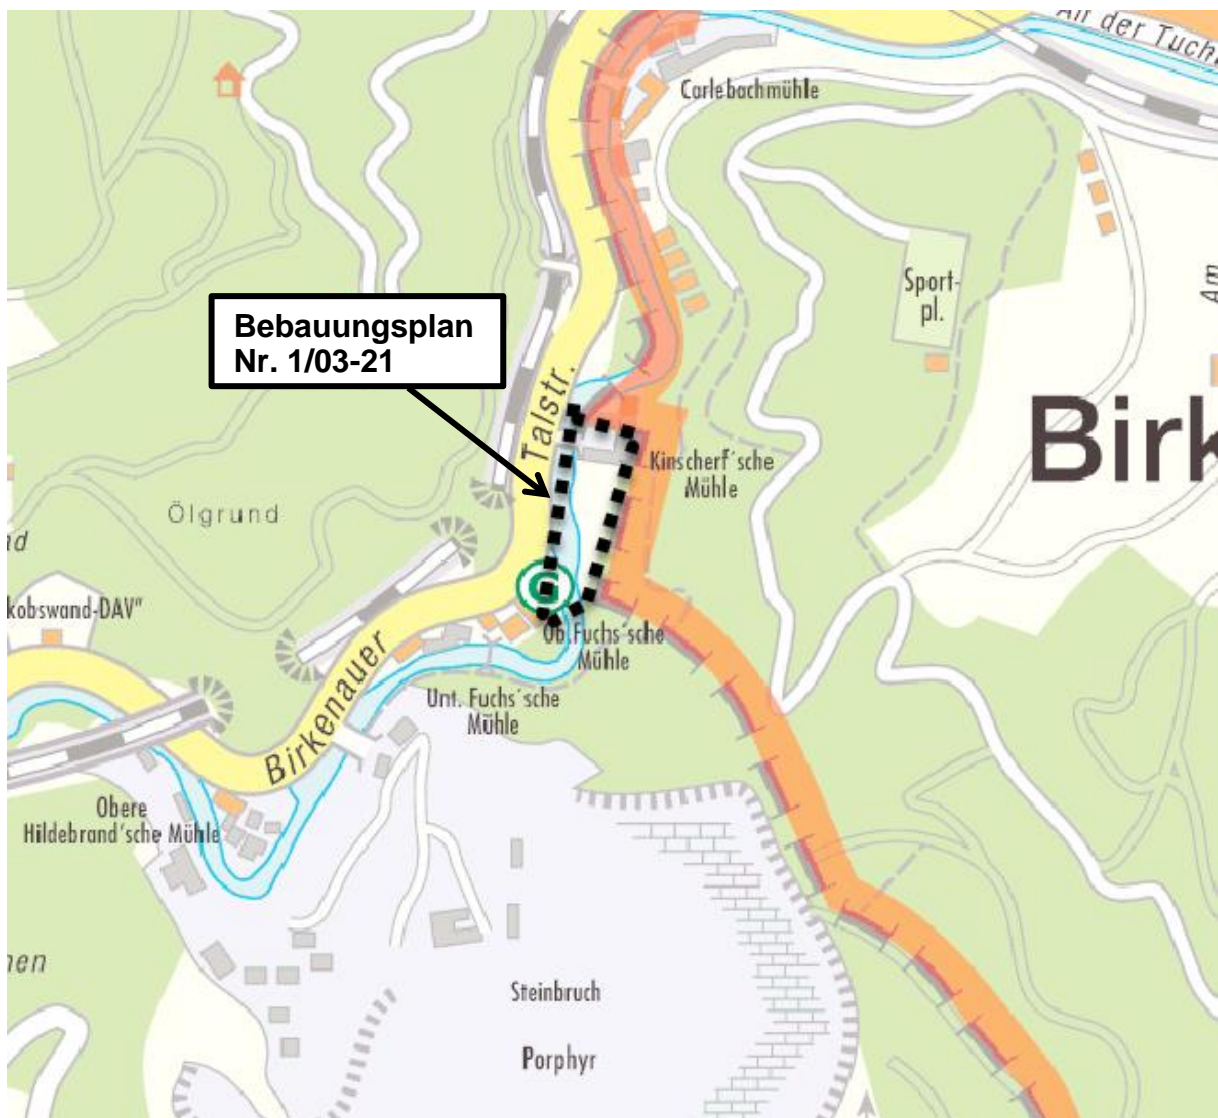 An der Tuch
Carlebachmühle
Sport-
pl.
Am
Bebauungsplan
Nr. 1/03-21
Talstr.
Birk
Kinscherf'sche
Mühle
Ölgrund
d
kobswand-DAV"
G
Ob.Fuchs'sche
Mühle
Unt. Fuchs'sche
Mühle
Birkenauer
Obere
Hildebrand'sche Mühle
nen
Steinbruch
Porphyr